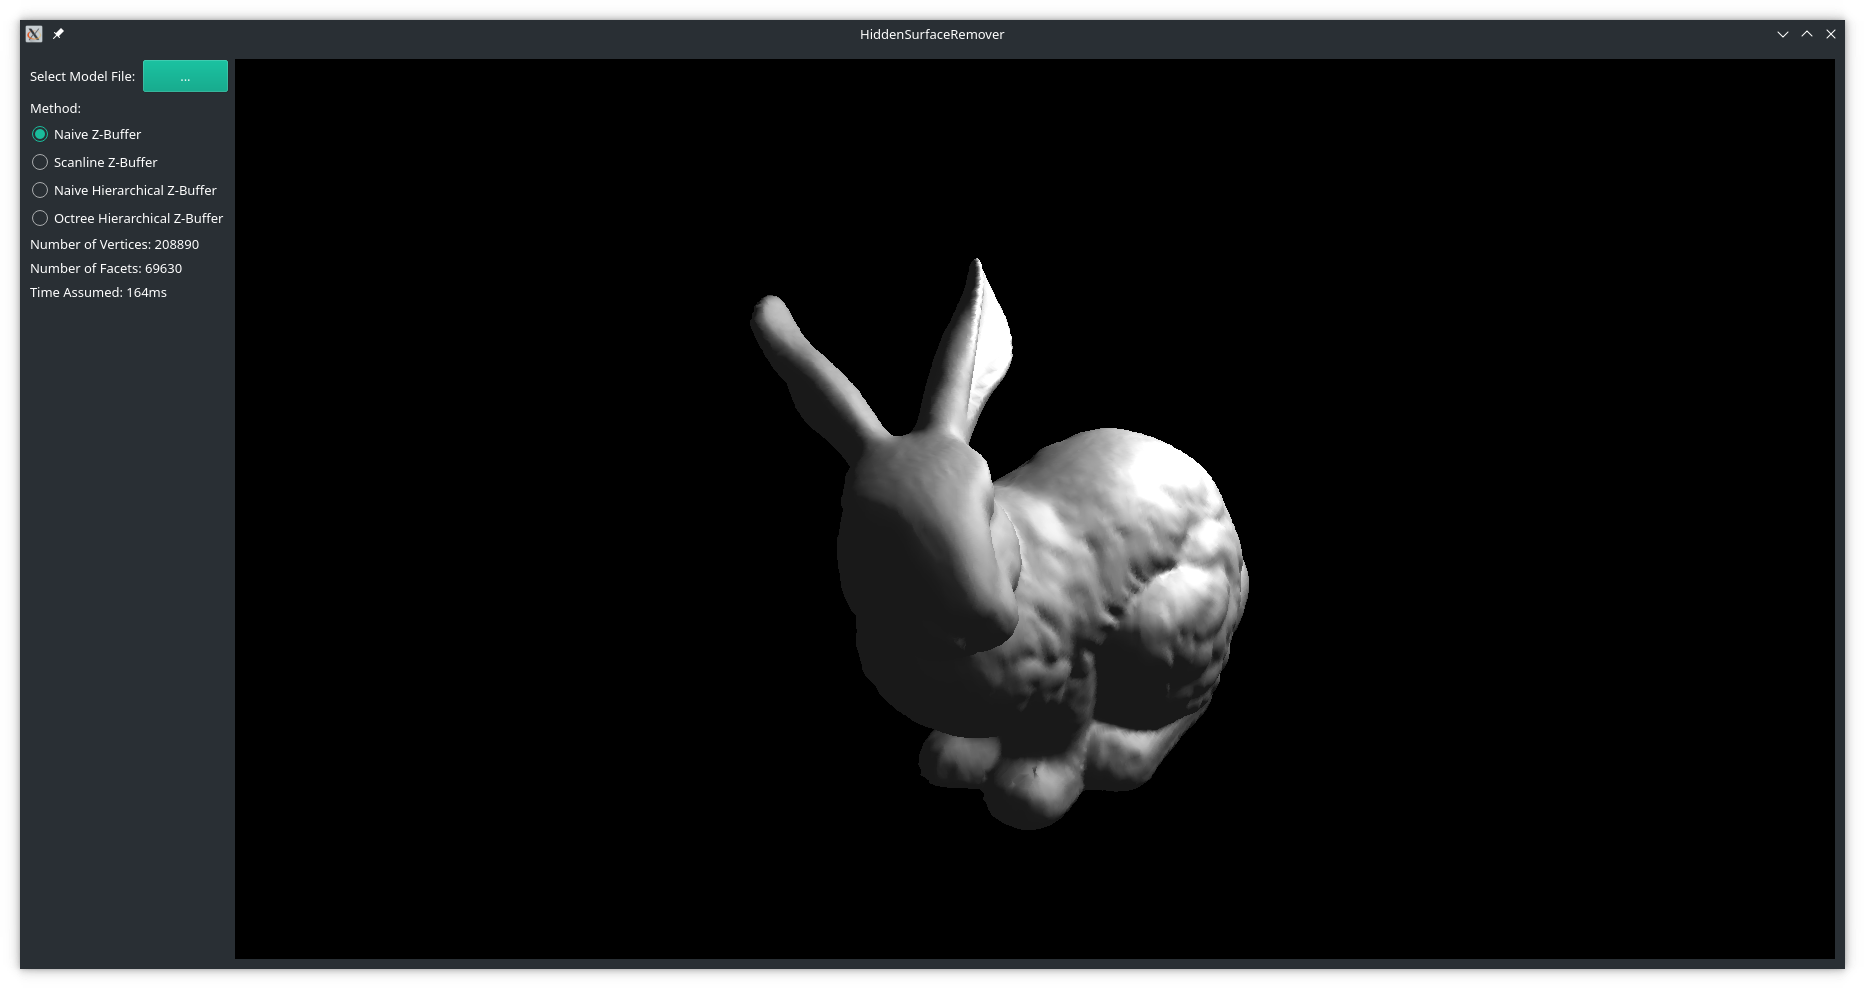 HiddenSurfaceRemover
Select Model File: ...
Method:
Naive Z-Buffer
Scanline Z-Buffer
Naive Hierarchical Z-Buffer
Octree Hierarchical Z-Buffer
Number of Vertices: 208890
Number of Facets: 69630
Time Assumed: 164ms